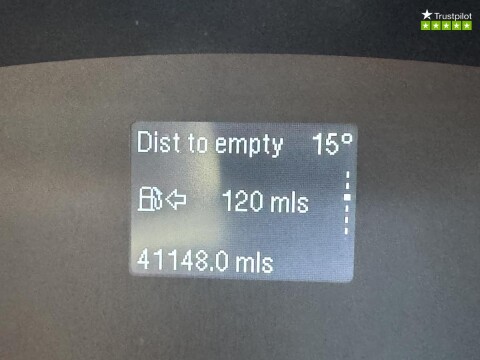 Trustpilot
Dist to empty 15°
120 mls
41148.0 mls